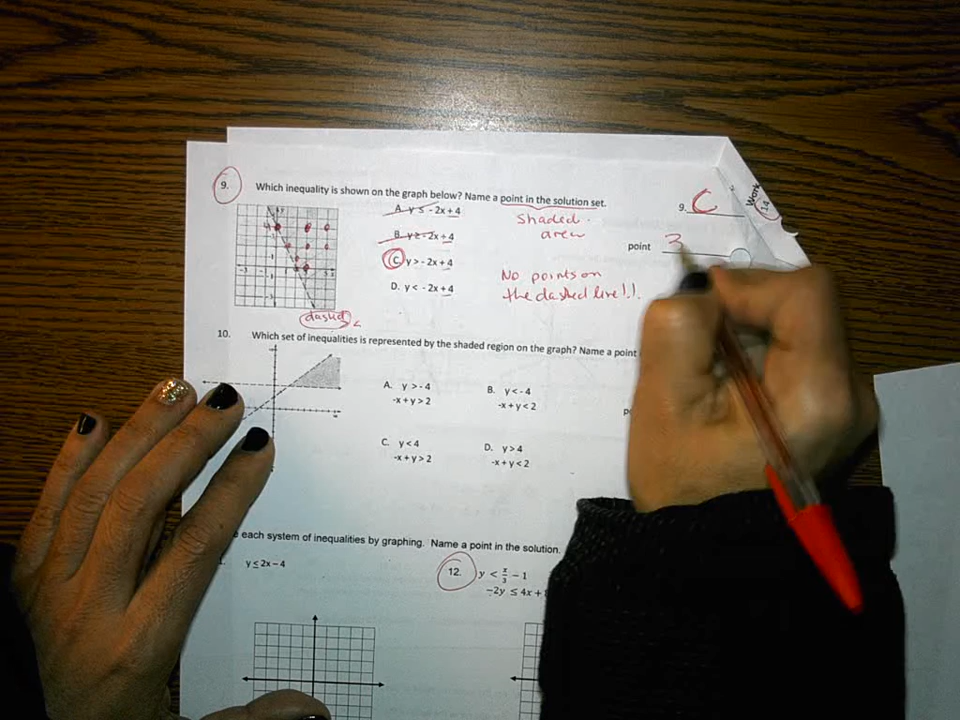 9. Which inequality is shown on the graph below? Name a point in the solution set.
9. C
Work
14
A. y ≤ -2x + 4
B. y ≥ -2x + 4
C. y > -2x + 4
D. y < -2x + 4
shaded
area
point 3
No points on
the dashed line!!
dashed
10. Which set of inequalities is represented by the shaded region on the graph? Name a point
A. y > -4
-x + y > 2
B. y < -4
-x + y < 2
C. y < 4
-x + y > 2
D. y > 4
-x + y < 2
each system of inequalities by graphing. Name a point in the solution.
y ≤ 2x - 4
12. y < x/3 - 1
-2y ≤ 4x +